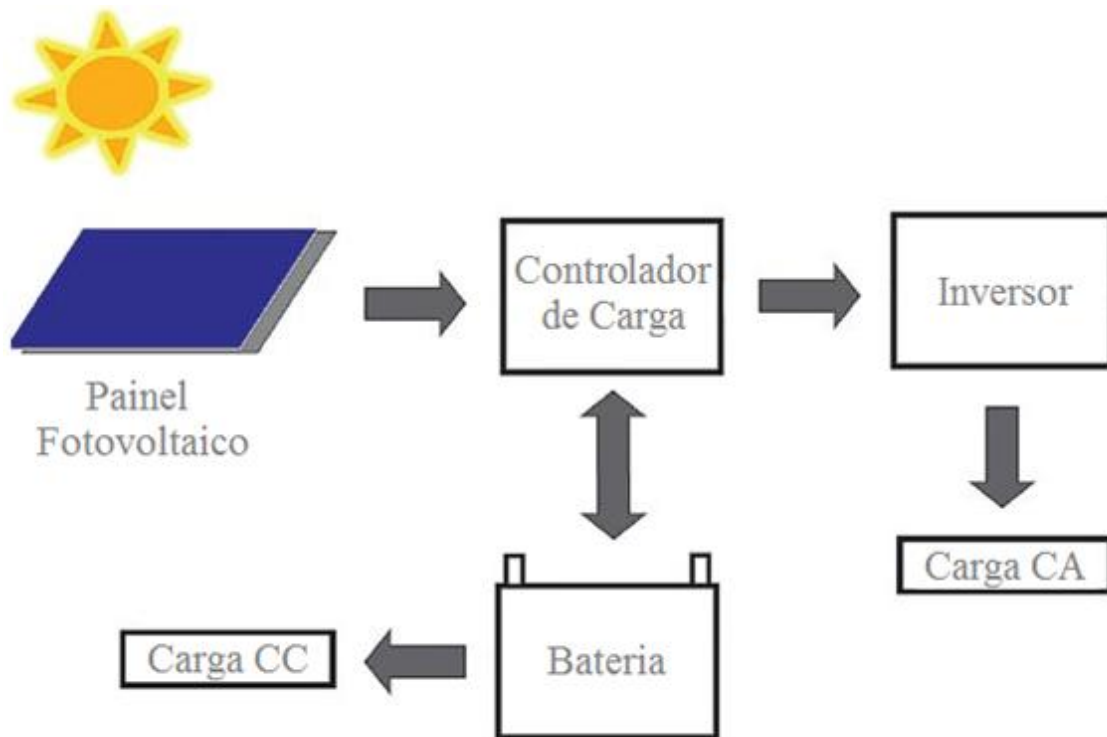 Painel
Fotovoltaico
Controlador
de Carga
Inversor
Carga CA
Bateria
Carga CC